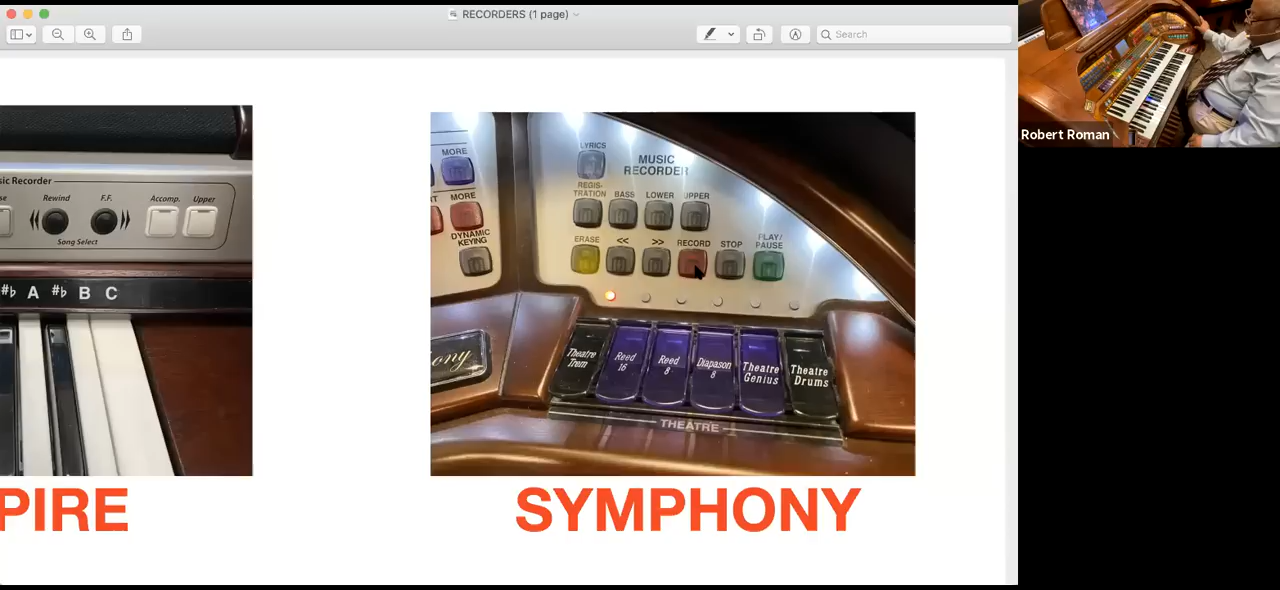 RECORDERS (1 page)
Search
Robert Roman
Rewind
F.F.
Accomp.
Upper
Song Select
#b A #b B C
PIRE
MORE
MORE
DYNAMIC
KEYING
LYRICS
MUSIC
RECORDER
REGIS-
TRATION
BASS
LOWER
UPPER
ERASE
<<
>>
RECORD
STOP
PLAY/
PAUSE
Theatre
Trem
Reed
16
Reed
8
Diapason
8
Theatre
Genius
Theatre
Drums
THEATRE
SYMPHONY